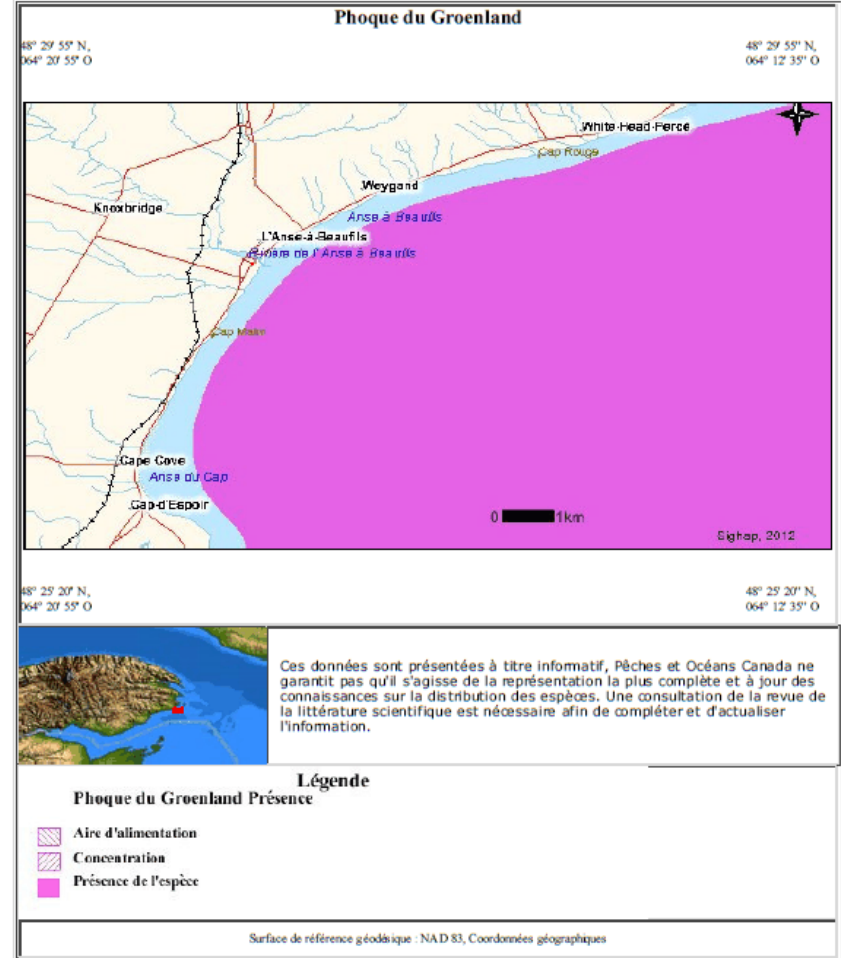 Phoque du Groenland
48° 29' 55" N,
064° 20' 55" O
48° 29' 55" N,
064° 12' 35" O
White-Head-Percé
Cap Rouge
Weygand
Knoxbridge
Anse à Beaufils
L'Anse-à-Beaufils
Rivière de l'Anse à Beaufils
Cap Malin
Cape Cove
Anse du Cap
Cap-d'Espoir
0 1km
Sighap, 2012
48° 25' 20" N,
064° 20' 55" O
48° 25' 20" N,
064° 12' 35" O
Ces données sont présentées à titre informatif, Pêches et Océans Canada ne
garantit pas qu'il s'agisse de la représentation la plus complète et à jour des
connaissances sur la distribution des espèces. Une consultation de la revue de
la littérature scientifique est nécessaire afin de compléter et d'actualiser
l'information.
Légende
Phoque du Groenland Présence
Aire d'alimentation
Concentration
Présence de l'espèce
Surface de référence géodésique : NAD 83, Coordonnées géographiques